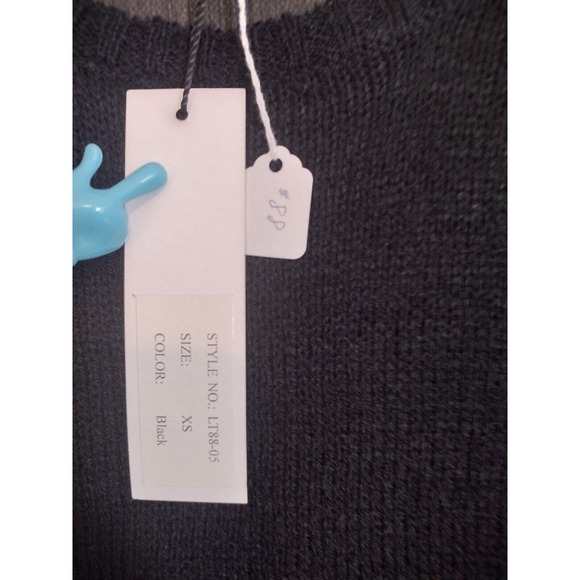 $88
STYLE NO.: LT88-05
SIZE: XS
COLOR: Black